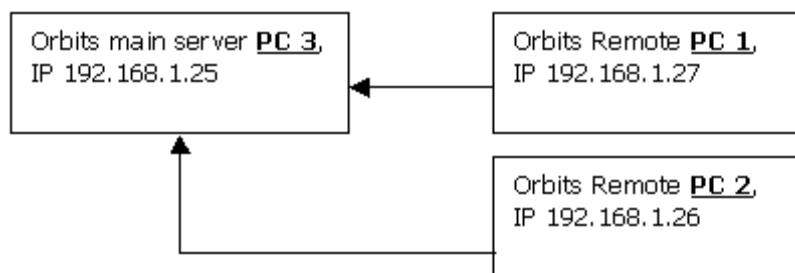 Orbits main server PC 3,
IP 192.168.1.25
Orbits Remote PC 1,
IP 192.168.1.27
Orbits Remote PC 2,
IP 192.168.1.26